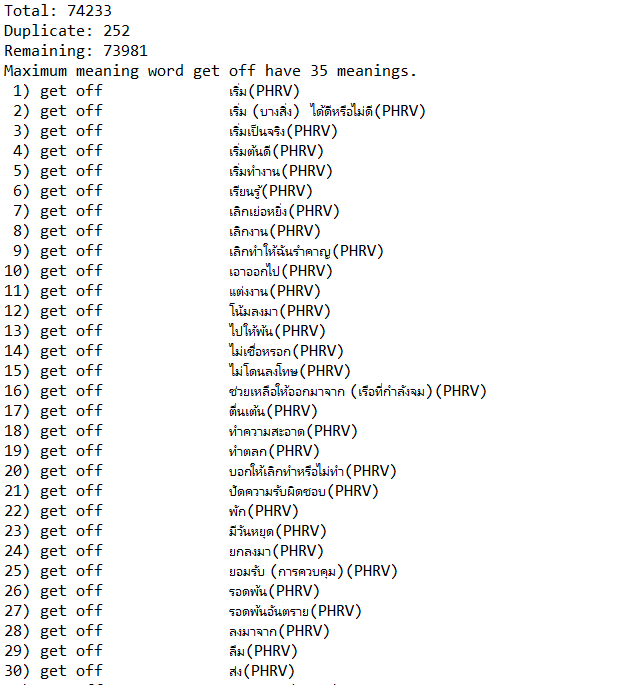 Total: 74233
Duplicate: 252
Remaining: 73981
Maximum meaning word get off have 35 meanings.
1) get off เริ่ม(PHRV)
2) get off เริ่ม (บางสิ่ง) ได้ดีหรือไม่ดี(PHRV)
3) get off เริ่มเป็นจริง(PHRV)
4) get off เริ่มต้นดี(PHRV)
5) get off เริ่มทำงาน(PHRV)
6) get off เรียนรู้(PHRV)
7) get off เลิกเย่อหยิ่ง(PHRV)
8) get off เลิกงาน(PHRV)
9) get off เลิกทำให้ฉันรำคาญ(PHRV)
10) get off เอาออกไป(PHRV)
11) get off แต่งงาน(PHRV)
12) get off โน้มลงมา(PHRV)
13) get off ไปให้พ้น(PHRV)
14) get off ไม่เชื่อหรอก(PHRV)
15) get off ไม่โดนลงโทษ(PHRV)
16) get off ช่วยเหลือให้ออกมาจาก (เรือที่กำลังจม)(PHRV)
17) get off ตื่นเต้น(PHRV)
18) get off ทำความสะอาด(PHRV)
19) get off ทำตลก(PHRV)
20) get off บอกให้เลิกทำหรือไม่ทำ(PHRV)
21) get off ปัดความรับผิดชอบ(PHRV)
22) get off พัก(PHRV)
23) get off มีวันหยุด(PHRV)
24) get off ยกลงมา(PHRV)
25) get off ยอมรับ (การควบคุม)(PHRV)
26) get off รอดพ้น(PHRV)
27) get off รอดพ้นอันตราย(PHRV)
28) get off ลงมาจาก(PHRV)
29) get off ลืม(PHRV)
30) get off ส่ง(PHRV)